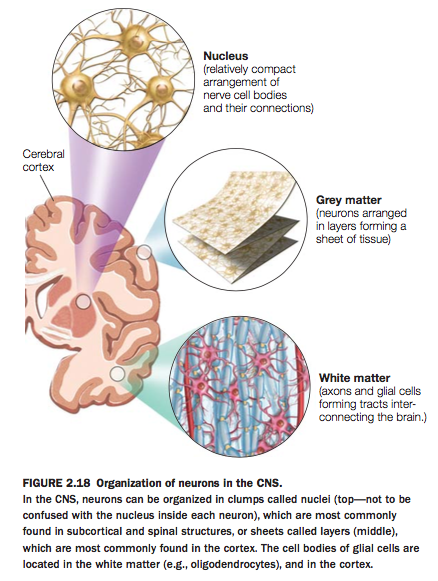 Nucleus
(relatively compact
arrangement of
nerve cell bodies
and their connections)
Cerebral
cortex
Grey matter
(neurons arranged
in layers forming a
sheet of tissue)
White matter
(axons and glial cells
forming tracts inter-
connecting the brain.)
FIGURE 2.18 Organization of neurons in the CNS.
In the CNS, neurons can be organized in clumps called nuclei (top—not to be
confused with the nucleus inside each neuron), which are most commonly
found in subcortical and spinal structures, or sheets called layers (middle),
which are most commonly found in the cortex. The cell bodies of glial cells are
located in the white matter (e.g., oligodendrocytes), and in the cortex.